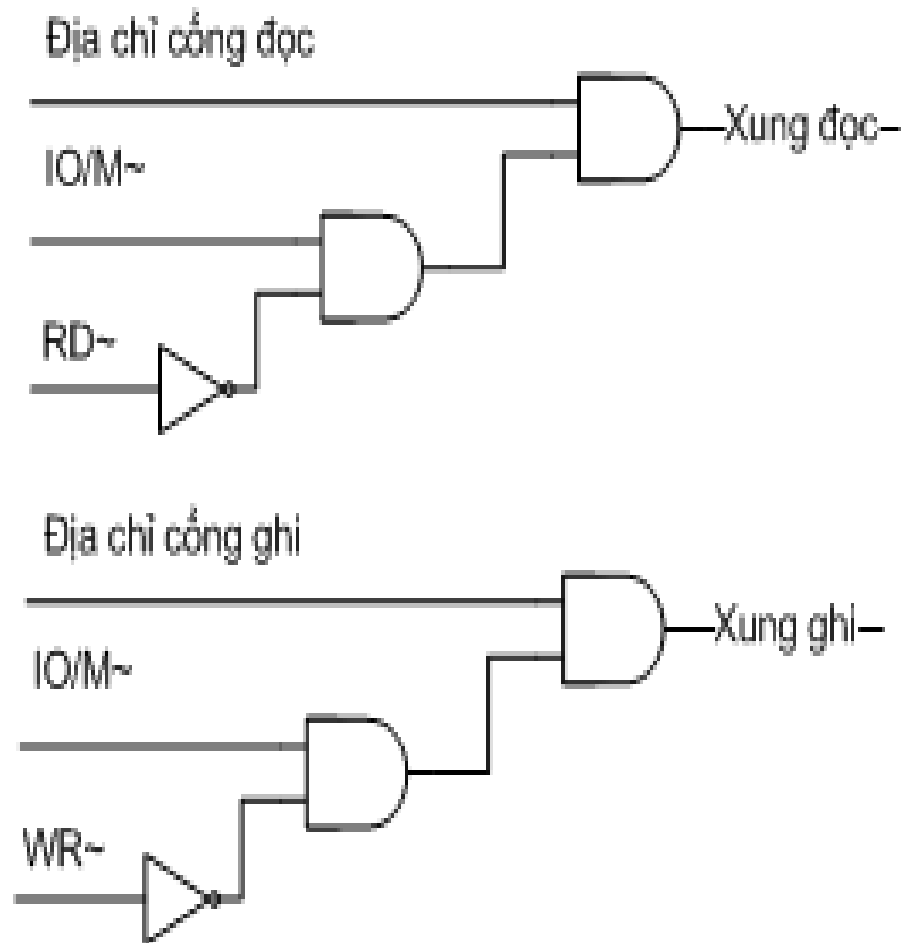 Địa chỉ cổng đọc
Xung đọc
IO/M~
RD~
Địa chỉ cổng ghi
Xung ghi
IO/M~
WR~